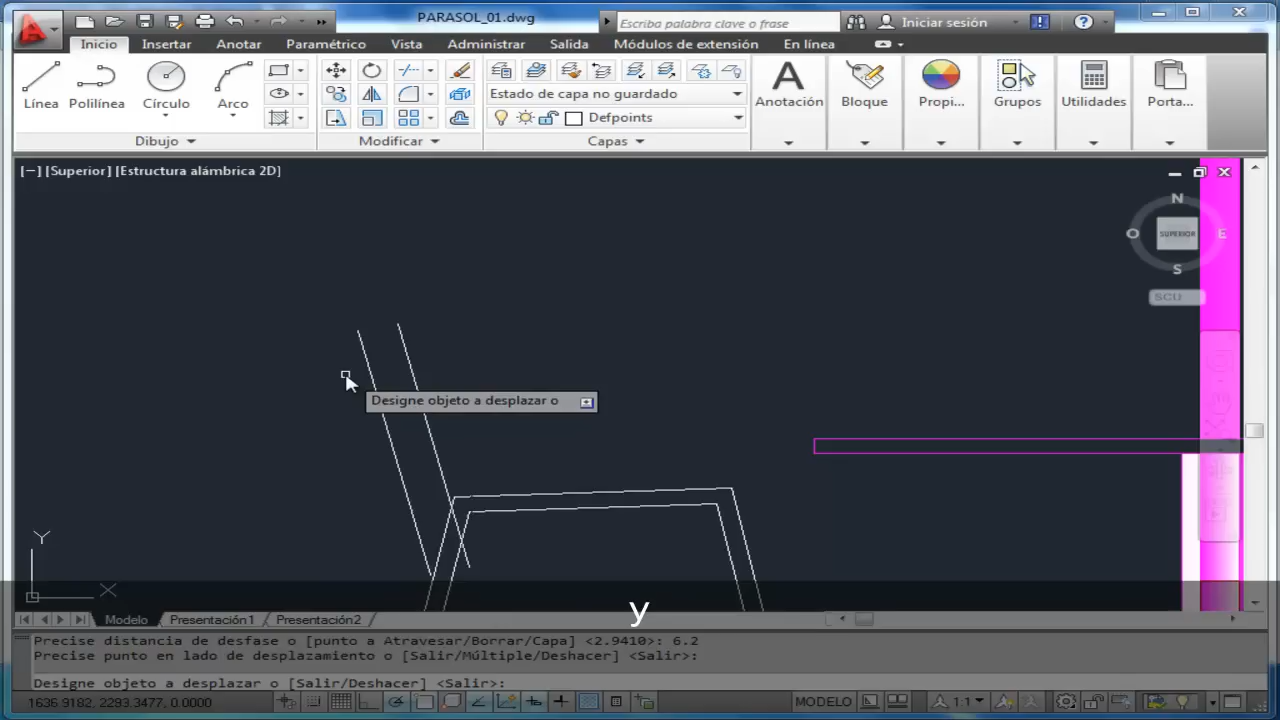 PARASOL_01.dwg
Escriba palabra clave o frase
Iniciar sesión
Inicio Insertar Anotar Paramétrico Vista Administrar Salida Módulos de extensión En línea
Línea Polilínea Círculo Arco
Estado de capa no guardado
Defpoints
Anotación Bloque Propi... Grupos Utilidades Porta...
Dibujo Modificar Capas
[−] [Superior] [Estructura alámbrica 2D]
N
O SUPERIOR E
S
SCU
Designe objeto a desplazar o
Y
X
y
Modelo Presentación1 Presentación2
Precise distancia de desfase o [punto a Atravesar/Borrar/Capa] <2.9410>: 6.2
Precise punto en lado de desplazamiento o [Salir/Múltiple/Deshacer] <Salir>:
Designe objeto a desplazar o [Salir/Deshacer] <Salir>:
1636.9182, 2293.3477, 0.0000 MODELO 1:1